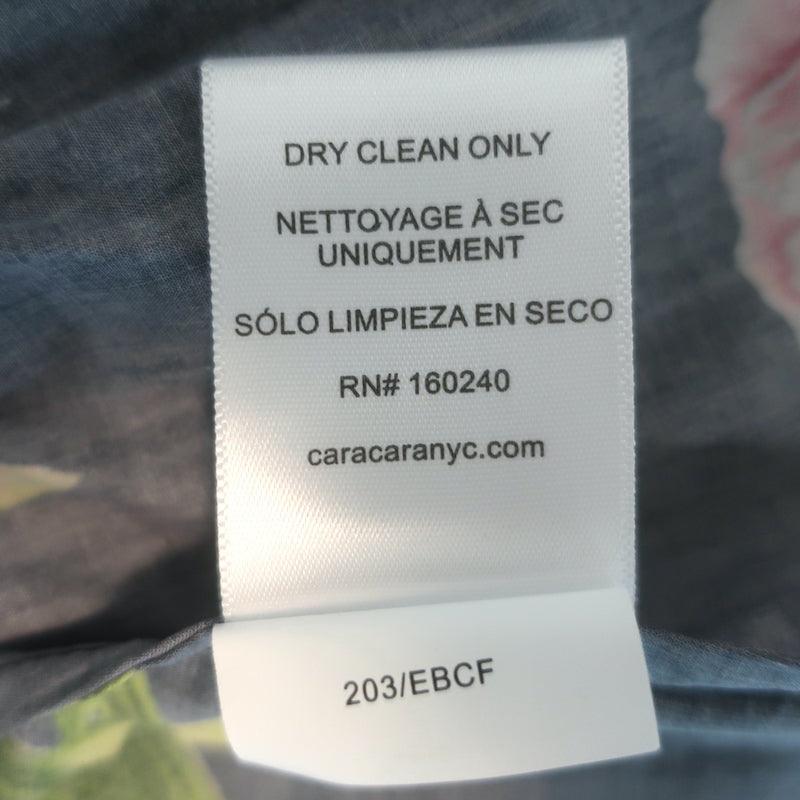 DRY CLEAN ONLY
NETTOYAGE À SEC
UNIQUEMENT
SÓLO LIMPIEZA EN SECO
RN# 160240
caracaranyc.com
203/EBCF